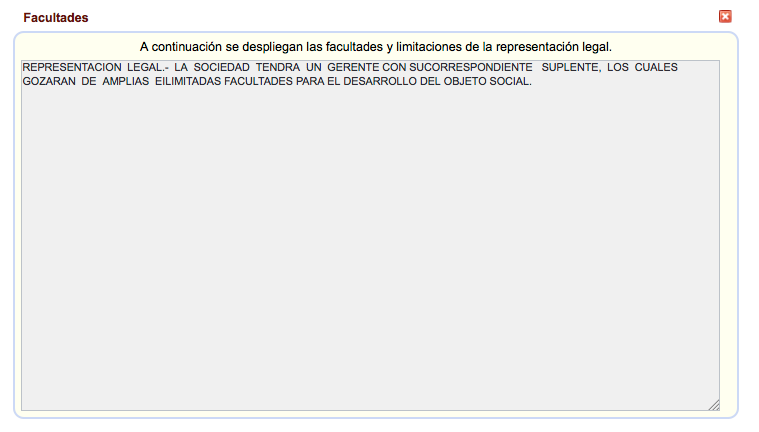 Facultades
A continuación se despliegan las facultades y limitaciones de la representación legal.
REPRESENTACION LEGAL.- LA SOCIEDAD TENDRA UN GERENTE CON SUCORRESPONDIENTE SUPLENTE, LOS CUALES
GOZARAN DE AMPLIAS EILIMITADAS FACULTADES PARA EL DESARROLLO DEL OBJETO SOCIAL.